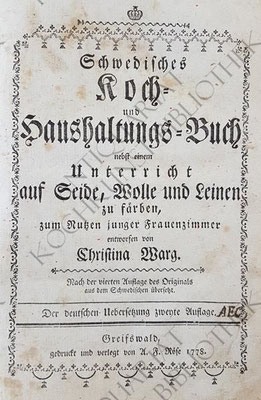 Schwedisches
Koch-
und
Haushaltungs-Buch
nebst einem
Unterricht
auf Seide, Wolle und Leinen
zu färben,
zum Nutzen junger Frauenzimmer
entworfen von
Christina Warg.
Nach der vierten Auflage des Originals
aus dem Schwedischen übersetzt.
Der deutschen Uebersetzung zweyte Auflage.
AEC
Greifswald,
gedruckt und verlegt von A. F. Röse 1778.